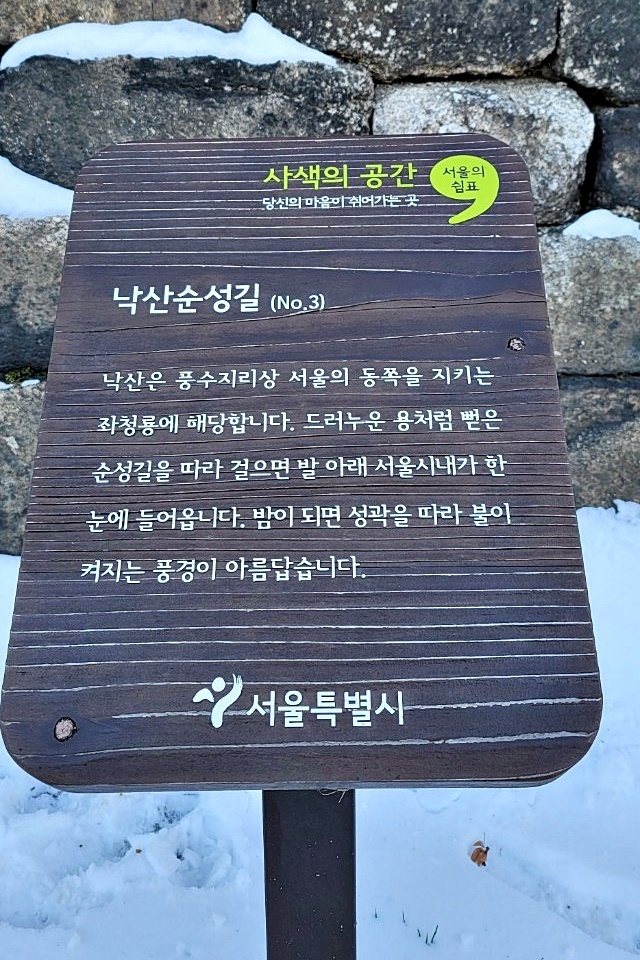 사색의 공간
당신의 마음이 쉬어가는 곳
서울의
쉼표
낙산순성길 (No.3)
낙산은 풍수지리상 서울의 동쪽을 지키는
좌청룡에 해당합니다. 드러누운 용처럼 뻗은
순성길을 따라 걸으면 발 아래 서울시내가 한
눈에 들어옵니다. 밤이 되면 성곽을 따라 불이
켜지는 풍경이 아름답습니다.
서울특별시